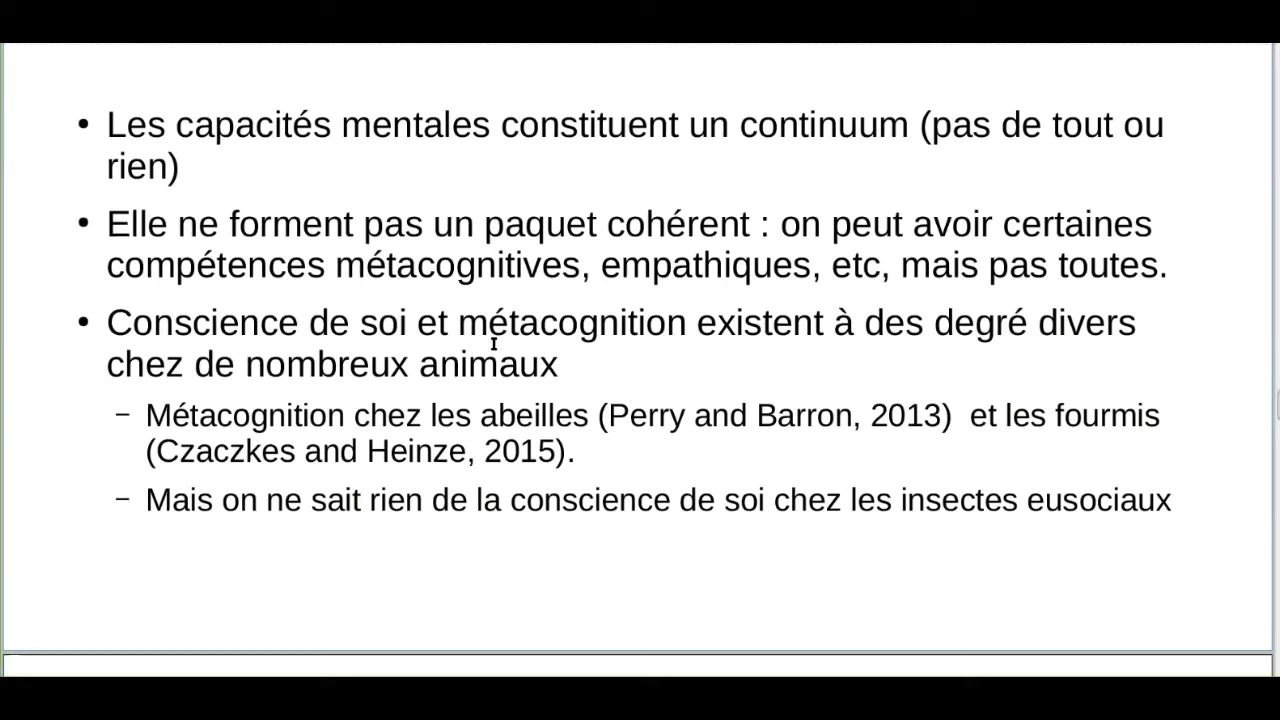 • Les capacités mentales constituent un continuum (pas de tout ou
rien)
• Elle ne forment pas un paquet cohérent : on peut avoir certaines
compétences métacognitives, empathiques, etc, mais pas toutes.
• Conscience de soi et métacognition existent à des degré divers
chez de nombreux animaux
– Métacognition chez les abeilles (Perry and Barron, 2013)  et les fourmis
(Czaczkes and Heinze, 2015).
– Mais on ne sait rien de la conscience de soi chez les insectes eusociaux